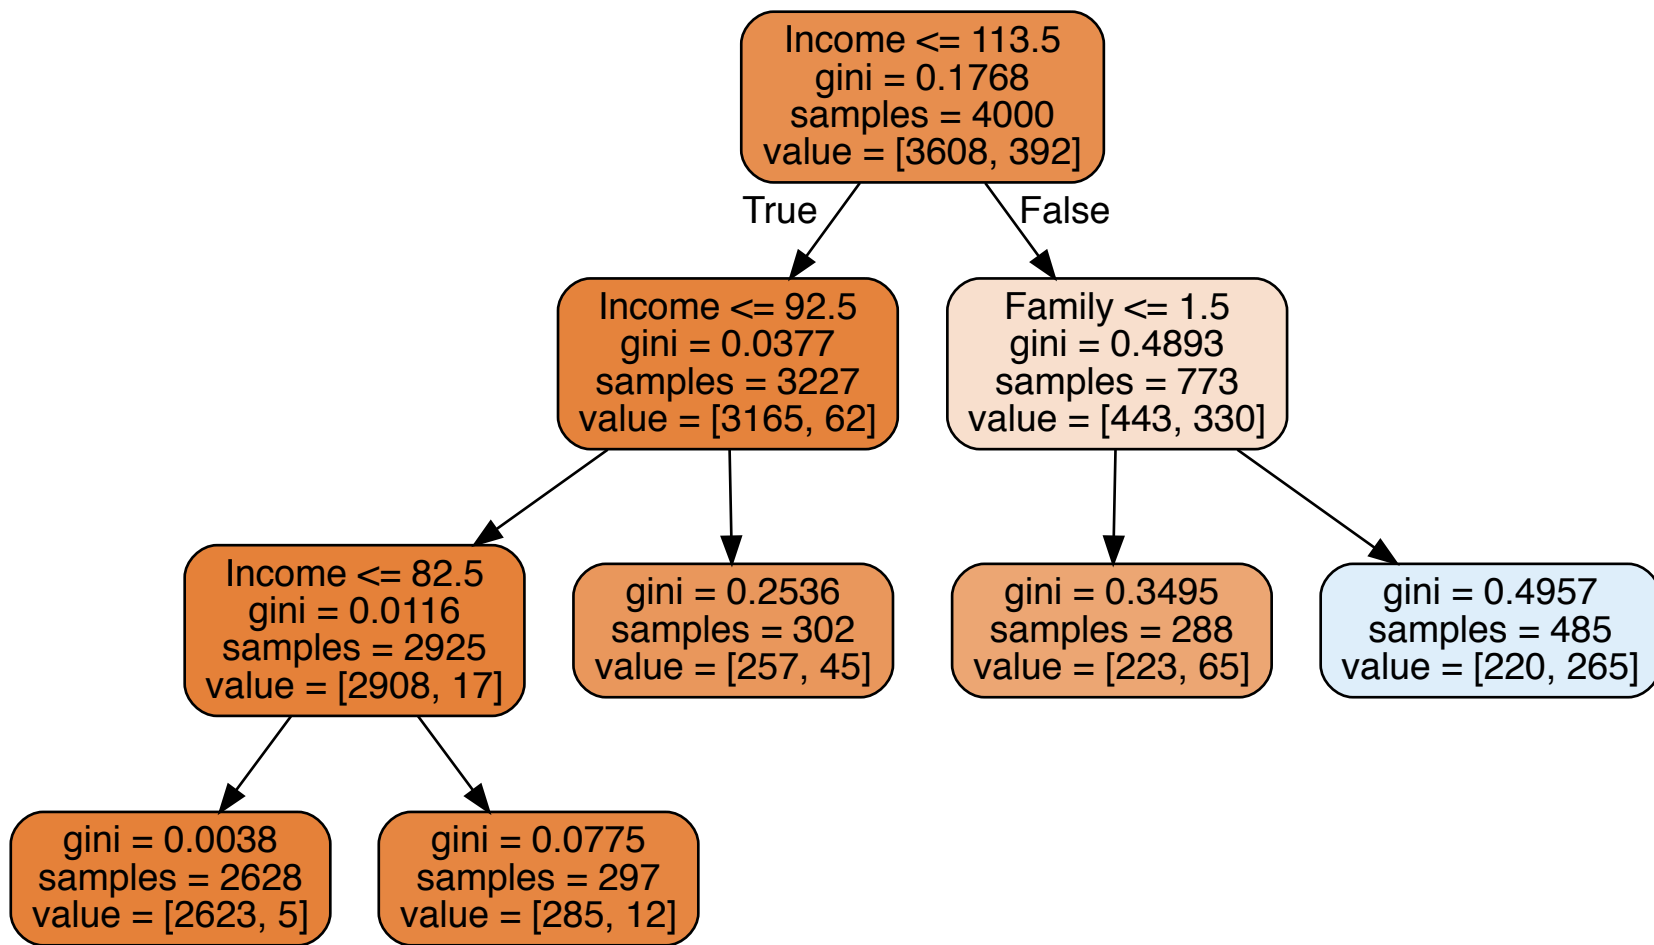 Income <= 113.5
gini = 0.1768
samples = 4000
value = [3608, 392]
True
False
Income <= 92.5
gini = 0.0377
samples = 3227
value = [3165, 62]
Family <= 1.5
gini = 0.4893
samples = 773
value = [443, 330]
Income <= 82.5
gini = 0.0116
samples = 2925
value = [2908, 17]
gini = 0.2536
samples = 302
value = [257, 45]
gini = 0.3495
samples = 288
value = [223, 65]
gini = 0.4957
samples = 485
value = [220, 265]
gini = 0.0038
samples = 2628
value = [2623, 5]
gini = 0.0775
samples = 297
value = [285, 12]